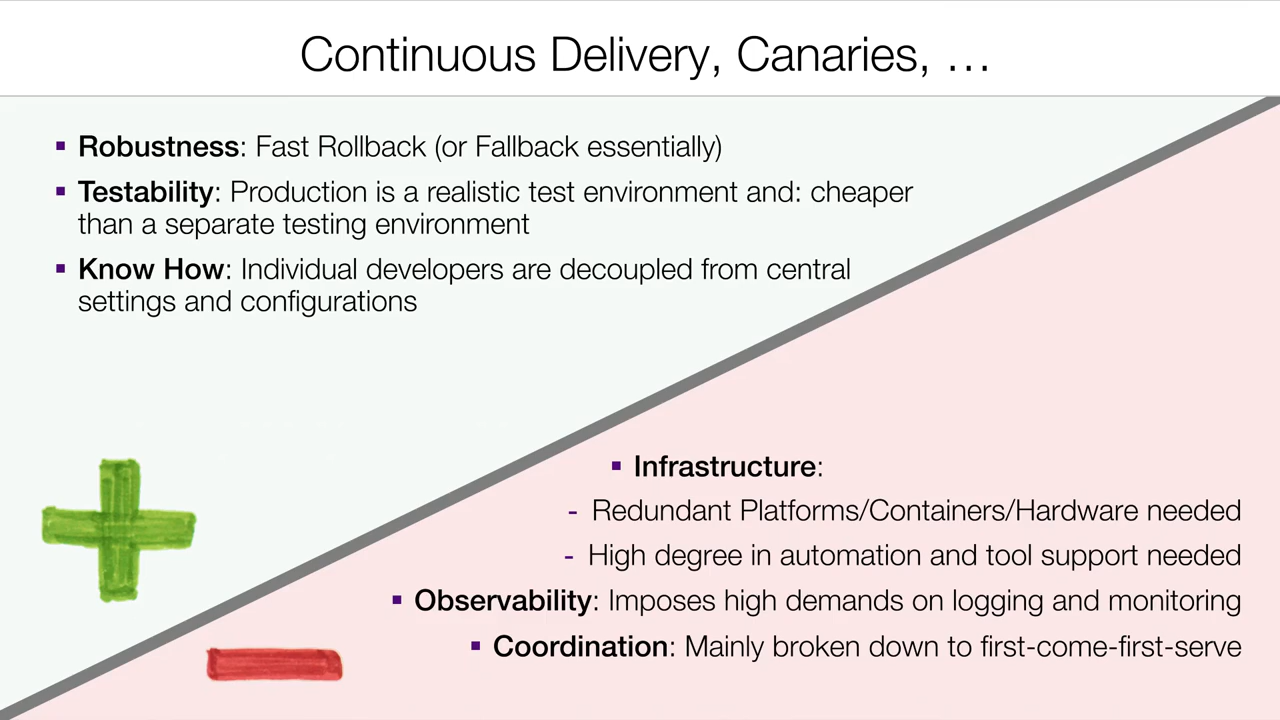 Continuous Delivery, Canaries, …
▪ Robustness: Fast Rollback (or Fallback essentially)
▪ Testability: Production is a realistic test environment and: cheaper
than a separate testing environment
▪ Know How: Individual developers are decoupled from central
settings and configurations
▪ Infrastructure:
- Redundant Platforms/Containers/Hardware needed
- High degree in automation and tool support needed
▪ Observability: Imposes high demands on logging and monitoring
▪ Coordination: Mainly broken down to first-come-first-serve